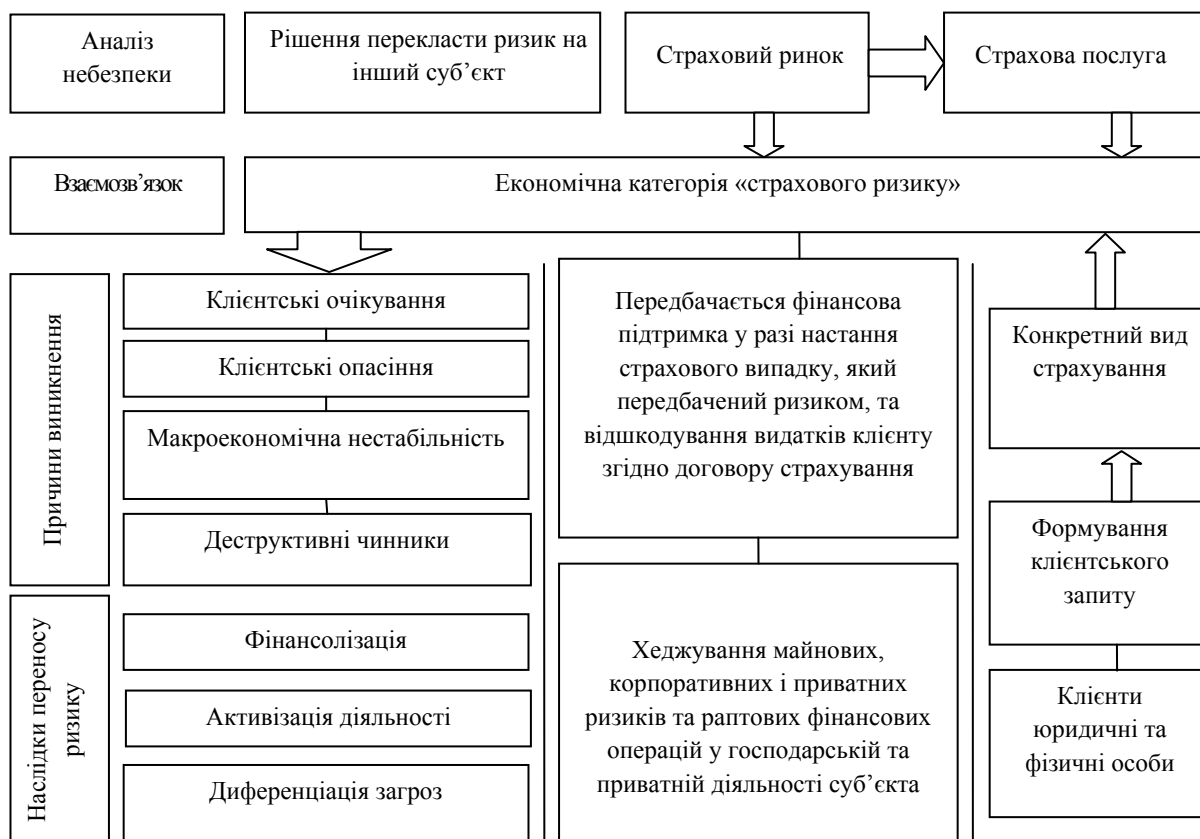 Аналіз
небезпеки
Рішення перекласти ризик на
інший суб’єкт
Страховий ринок
Страхова послуга
Взаємозв’язок
Економічна категорія «страхового ризику»
Причини виникнення
Клієнтські очікування
Клієнтські опасіння
Макроекономічна нестабільність
Деструктивні чинники
Передбачається фінансова
підтримка у разі настання
страхового випадку, який
передбачений ризиком, та
відшкодування видатків клієнту
згідно договору страхування
Конкретний вид
страхування
Формування
клієнтського
запиту
Наслідки переносу
ризику
Фінансолізація
Активізація діяльності
Диференціація загроз
Хеджування майнових,
корпоративних і приватних
ризиків та раптових фінансових
операцій у господарській та
приватній діяльності суб’єкта
Клієнти
юридичні та
фізичні особи